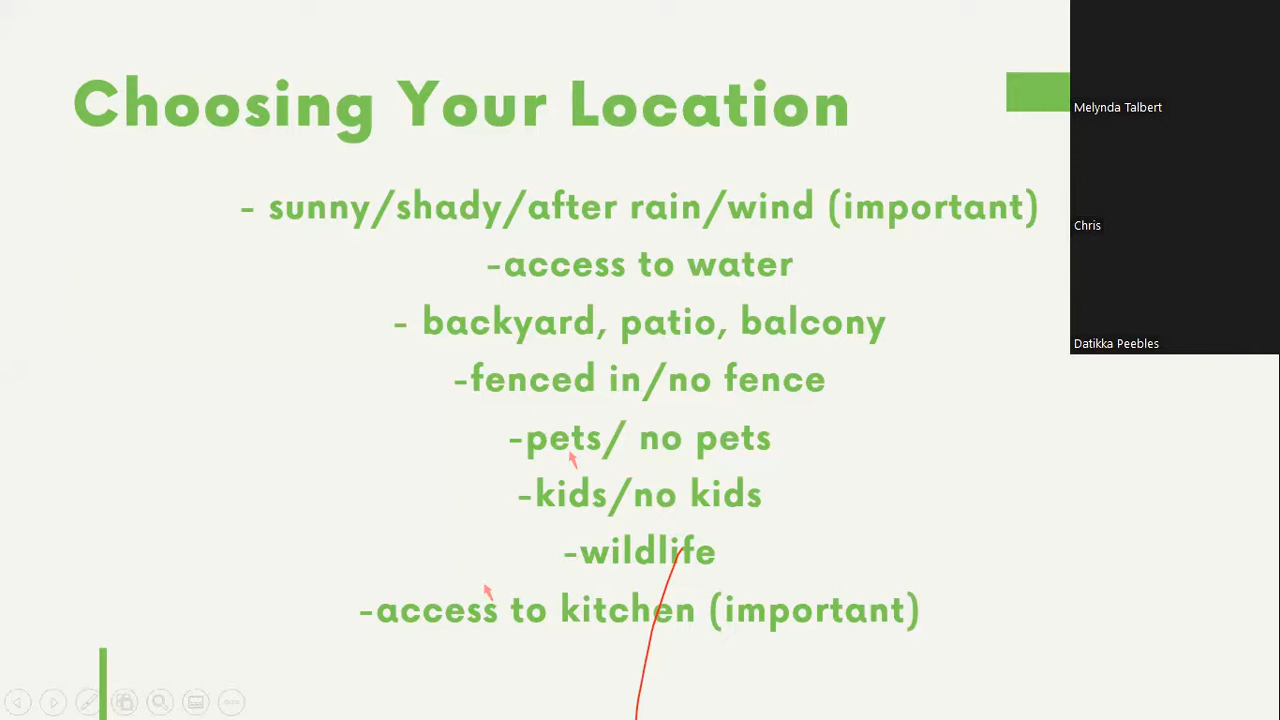 Choosing Your Location
- sunny/shady/after rain/wind (important)
-access to water
- backyard, patio, balcony
-fenced in/no fence
-pets/ no pets
-kids/no kids
-wildlife
-access to kitchen (important)
Melynda Talbert
Chris
Datikka Peebles